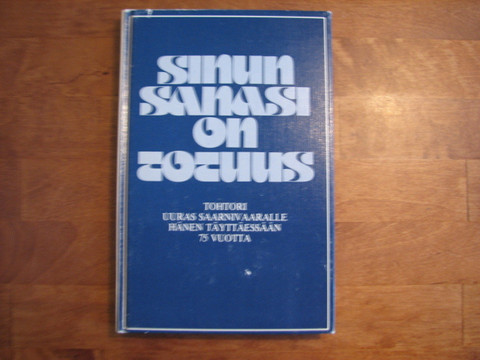 SINUN
SANASI
ON
TOTUUS
TOHTORI
UURAS SAARNIVAARALLE
HÄNEN TÄYTTÄESSÄÄN
75 VUOTTA